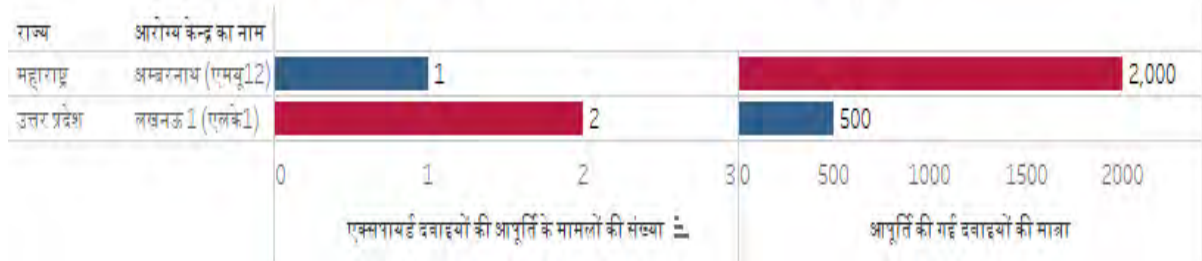 राज्य आरोग्य केन्द्र का नाम
महाराष्ट्र अम्बरनाथ (एमयू12) 1 2,000
उत्तर प्रदेश लखनऊ 1 (एलके1) 2 500
0 1 2 3 0 500 1000 1500 2000
एक्सपायर्ड दवाइयों की आपूर्ति के मामलों की संख्या आपूर्ति की गई दवाइयों की मात्रा